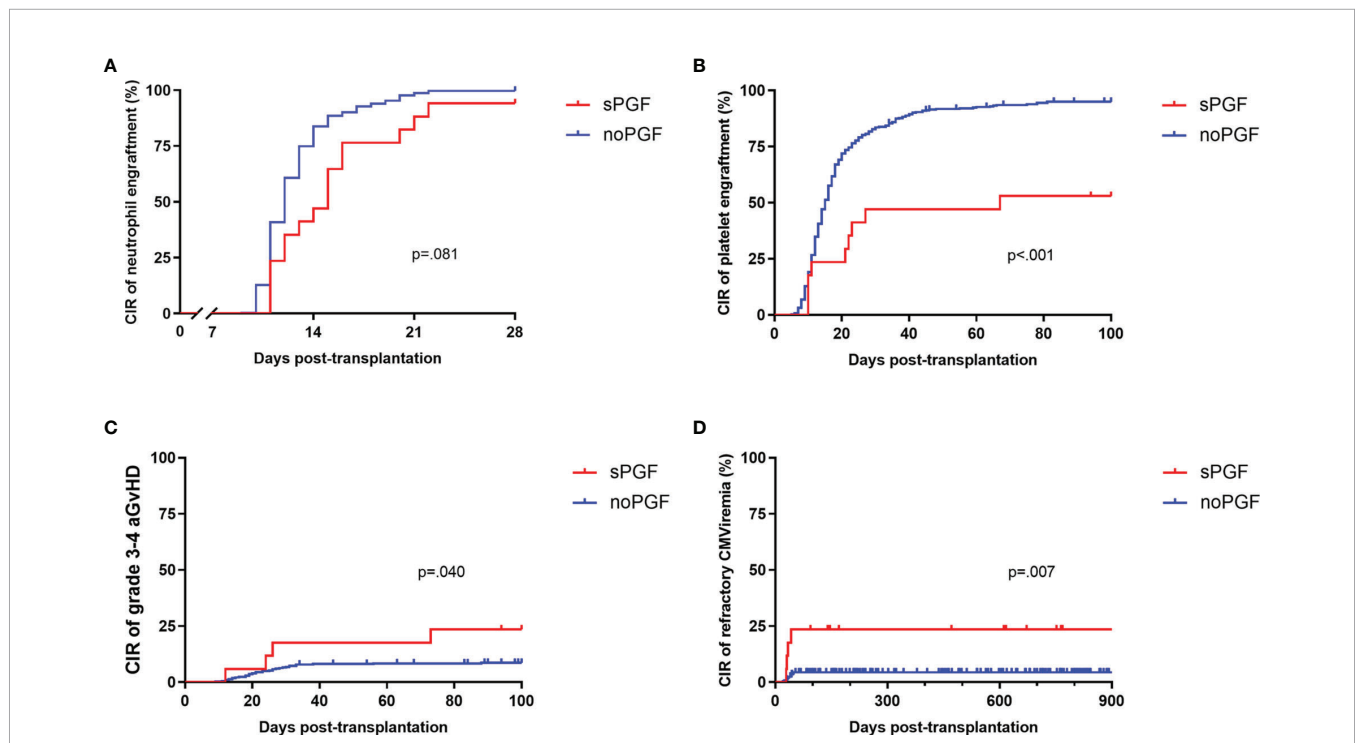 A
CIR of neutrophil engraftment (%)
100
75
50
25
0
0 7 14 21 28
Days post-transplantation
p=.081
sPGF
noPGF
B
CIR of platelet engraftment (%)
100
75
50
25
0
0 20 40 60 80 100
Days post-transplantation
p<.001
sPGF
noPGF
C
CIR of grade 3-4 aGvHD
100
75
50
25
0
0 20 40 60 80 100
Days post-transplantation
p=.040
sPGF
noPGF
D
CIR of refractory CMViremia (%)
100
75
50
25
0
0 300 600 900
Days post-transplantation
p=.007
sPGF
noPGF